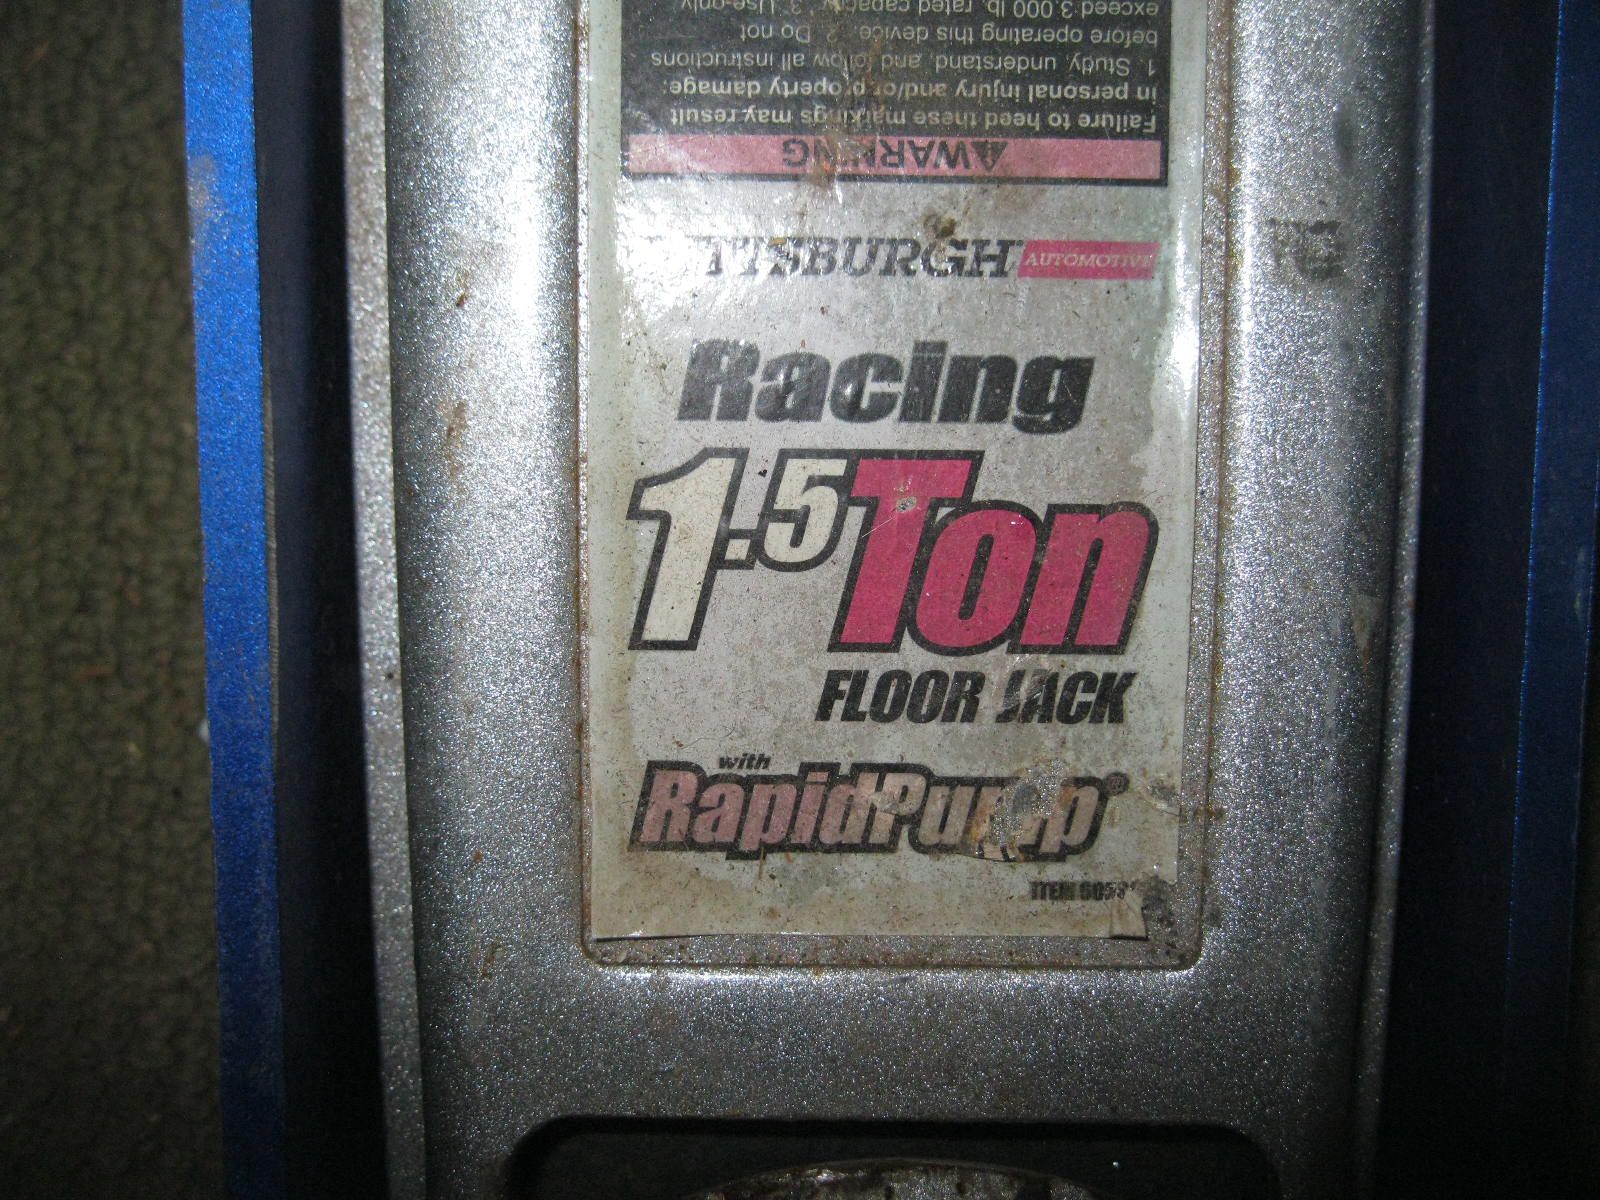 exceed 3,000 lb. rated capacity. 3. Use only
before operating this device. 2. Do not
1. Study, understand, and follow all instructions
in personal injury and/or property damage:
Failure to heed these markings may result
WARNING
PITTSBURGH AUTOMOTIVE
Racing
1.5 Ton
FLOOR JACK
with
RapidPump®
ITEM